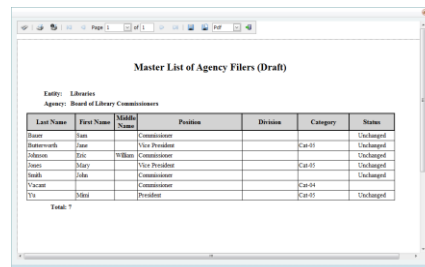 Page 1 of 1 Pdf
Master List of Agency Filers (Draft)
Entity: Libraries
Agency: Board of Library Commissioners
Last Name First Name Middle Name Position Division Category Status
Bauer Sam Commissioner Unchanged
Butterworth Jane Vice President Cat-05 Unchanged
Johnson Eric William Commissioner Unchanged
Jones Mary Vice President Cat-05 Unchanged
Smith John Commissioner Unchanged
Vacant Commissioner Cat-04
Yu Mimi President Cat-05 Unchanged
Total: 7